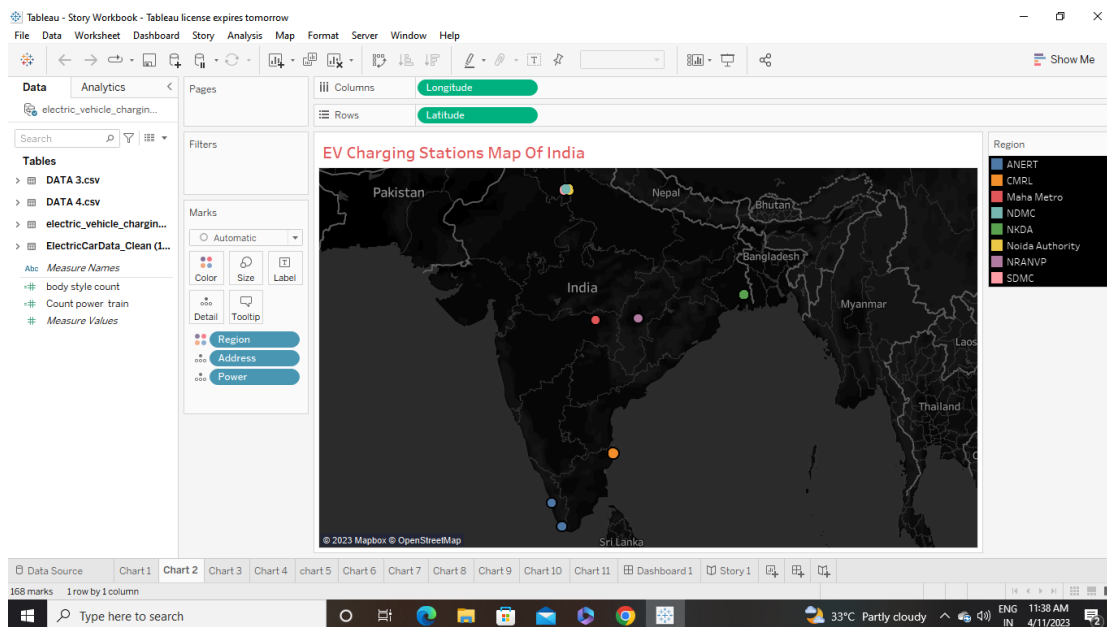 Tableau - Story Workbook - Tableau license expires tomorrow
File Data Worksheet Dashboard Story Analysis Map Format Server Window Help
Show Me
Data Analytics
electric_vehicle_chargin...
Search
Tables
DATA 3.csv
DATA 4.csv
electric_vehicle_chargin...
ElectricCarData_Clean (1...
Abc Measure Names
body style count
Count power train
Measure Values
Pages
Filters
Marks
Automatic
Color Size Label
Detail Tooltip
Region
Address
Power
Columns Longitude
Rows Latitude
EV Charging Stations Map Of India
Pakistan
Nepal
Bhutan
Bangladesh
India
Myanmar
Laos
Thailand
Sri Lanka
© 2023 Mapbox © OpenStreetMap
Region
ANERT
CMRL
Maha Metro
NDMC
NKDA
Noida Authority
NRANVP
SDMC
Data Source Chart 1 Chart 2 Chart 3 Chart 4 chart 5 Chart 6 Chart 7 Chart 8 Chart 9 Chart 10 Chart 11 Dashboard 1 Story 1
168 marks 1 row by 1 column
Type here to search
33°C Partly cloudy
ENG
IN
11:38 AM
4/11/2023
2